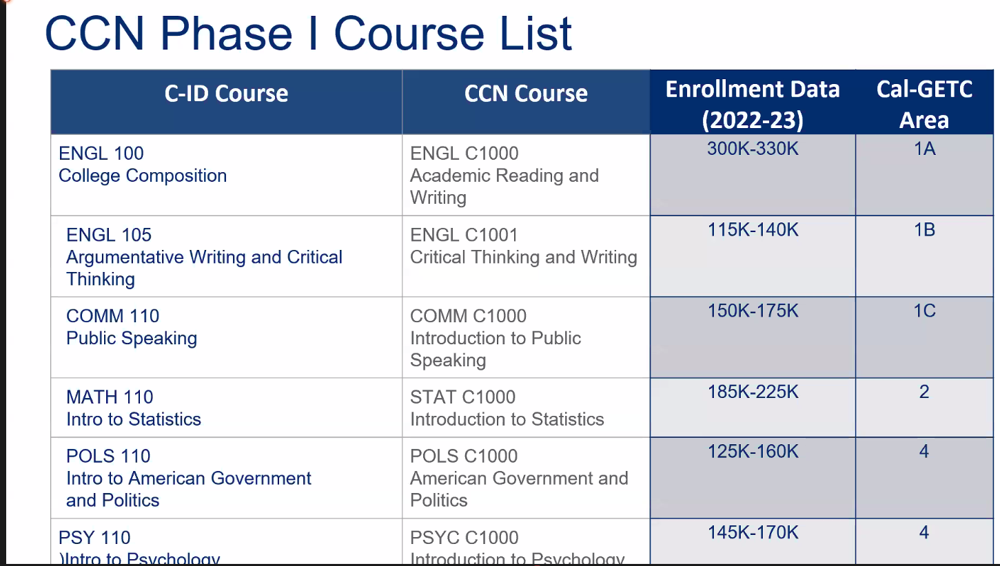 CCN Phase I Course List
C-ID Course
CCN Course
Enrollment Data
(2022-23)
Cal-GETC
Area
ENGL 100
College Composition
ENGL C1000
Academic Reading and
Writing
300K-330K
1A
ENGL 105
Argumentative Writing and Critical
Thinking
ENGL C1001
Critical Thinking and Writing
115K-140K
1B
COMM 110
Public Speaking
COMM C1000
Introduction to Public
Speaking
150K-175K
1C
MATH 110
Intro to Statistics
STAT C1000
Introduction to Statistics
185K-225K
2
POLS 110
Intro to American Government
and Politics
POLS C1000
American Government and
Politics
125K-160K
4
PSY 110
)Intro to Psychology
PSYC C1000
Introduction to Psychology
145K-170K
4